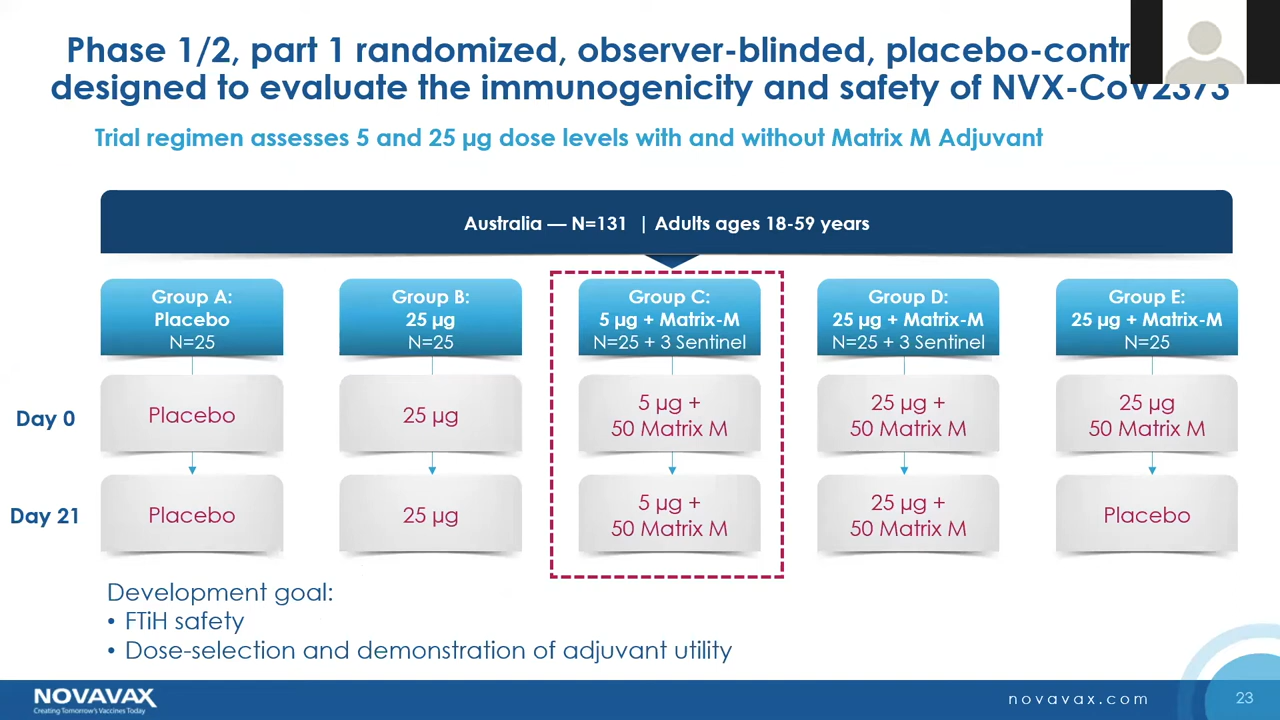 Phase 1/2, part 1 randomized, observer-blinded, placebo-contr
designed to evaluate the immunogenicity and safety of NVX-CoV2373
Trial regimen assesses 5 and 25 µg dose levels with and without Matrix M Adjuvant
Australia — N=131 | Adults ages 18-59 years
Group A:
Placebo
N=25
Group B:
25 µg
N=25
Group C:
5 µg + Matrix-M
N=25 + 3 Sentinel
Group D:
25 µg + Matrix-M
N=25 + 3 Sentinel
Group E:
25 µg + Matrix-M
N=25
Day 0
Placebo
25 µg
5 µg +
50 Matrix M
25 µg +
50 Matrix M
25 µg
50 Matrix M
Day 21
Placebo
25 µg
5 µg +
50 Matrix M
25 µg +
50 Matrix M
Placebo
Development goal:
• FTiH safety
• Dose-selection and demonstration of adjuvant utility
NOVAVAX
Creating Tomorrow's Vaccines Today
novavax.com
23